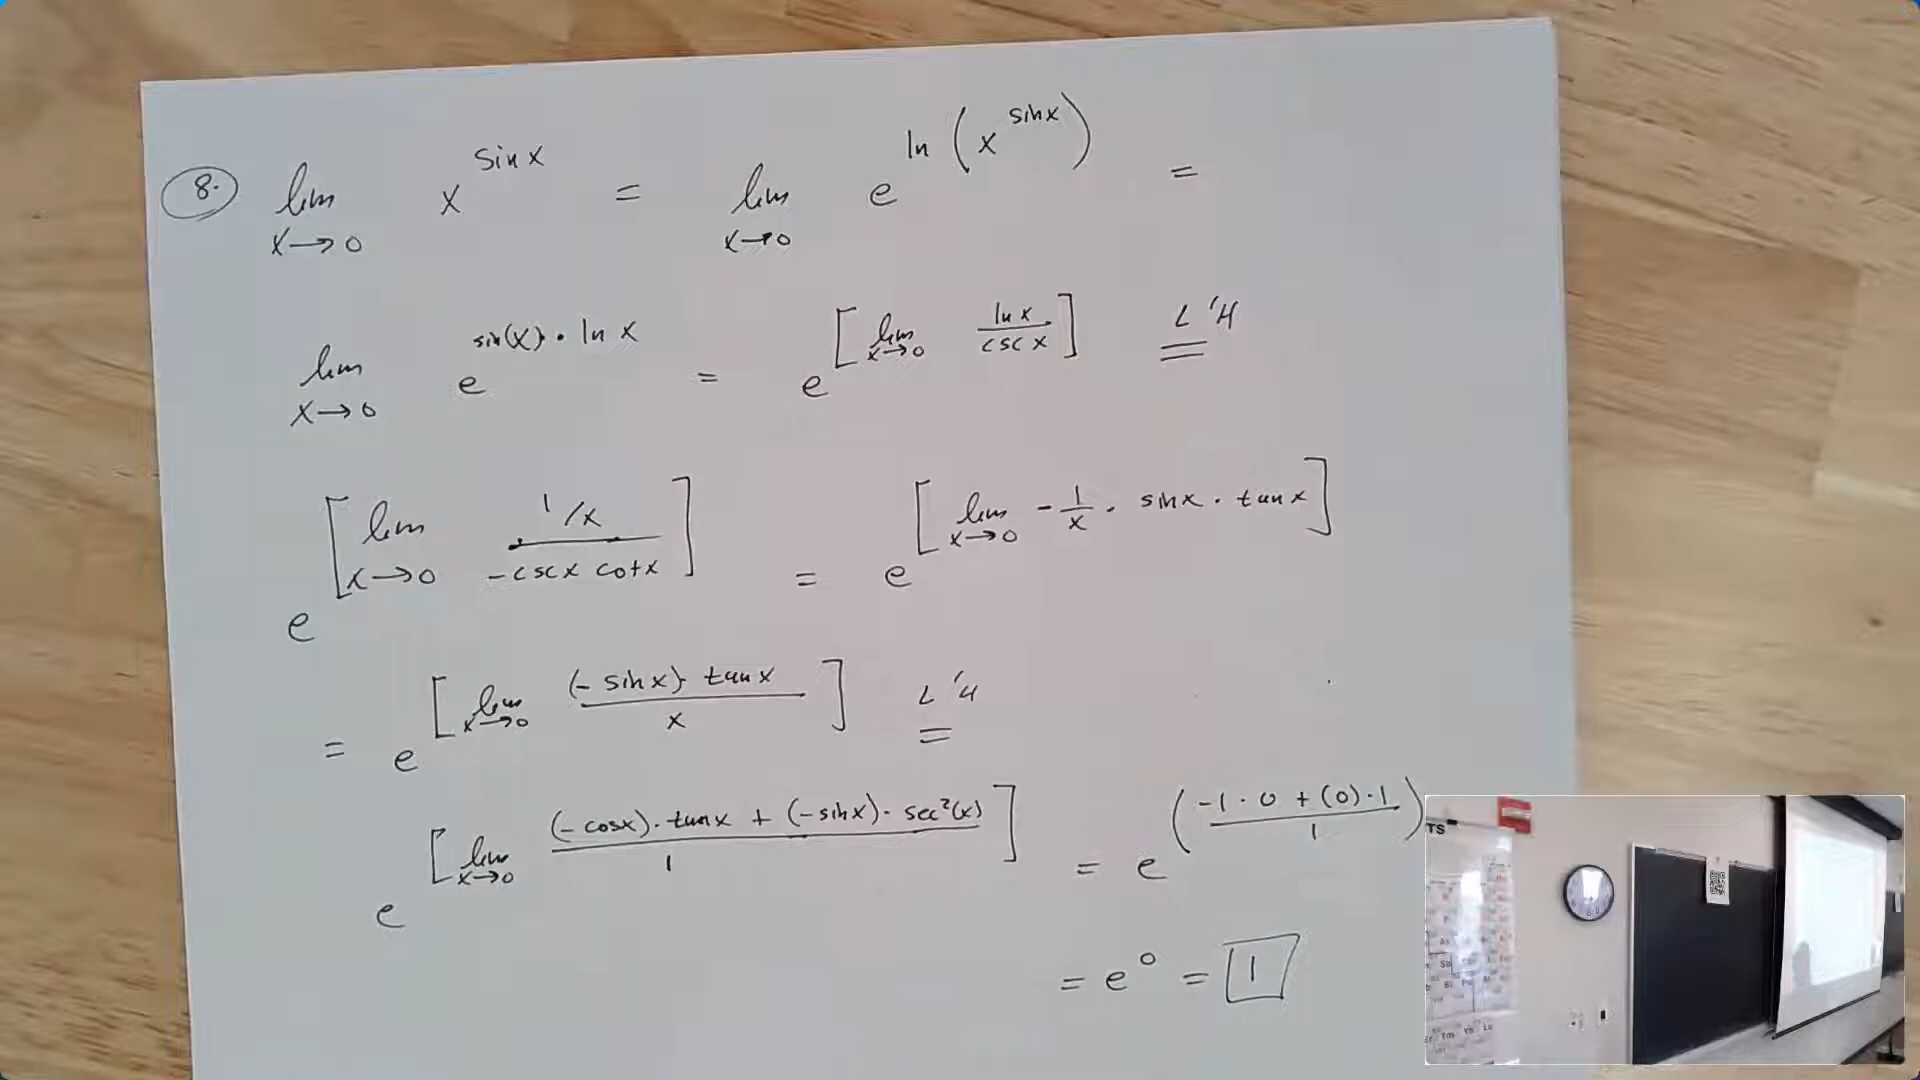 8. lim x→0 x^sin x = lim x→0 e^ln(x^sin x) =
lim x→0 e^sin(x)·ln x = e^[lim x→0 ln x / csc x] L'H =
e^[lim x→0 1/x / -csc x cot x] = e^[lim x→0 -1/x · sin x · tan x]
= e^[lim x→0 (-sin x)· tan x / x] L'H =
e^[lim x→0 (-cos x)·tan x + (-sin x)·sec²(x) / 1] = e^(-1·0 + (0)·1 / 1)
= e^0 = 1
TS